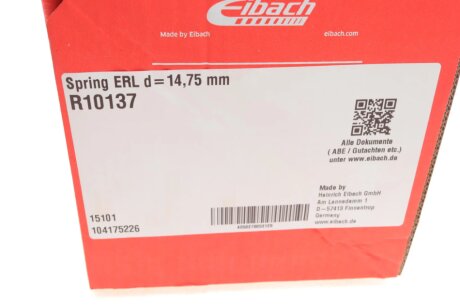 Eibach
Made by Eibach
eibach.com
Spring ERL d=14,75 mm
R10137
Alle Dokumente
( ABE / Gutachten etc.)
unter www.eibach.de
Made by
Heinrich Eibach GmbH
Am Lennedamm 1
D-57413 Finnentrop
Germany
www.eibach.de
15101
104175226